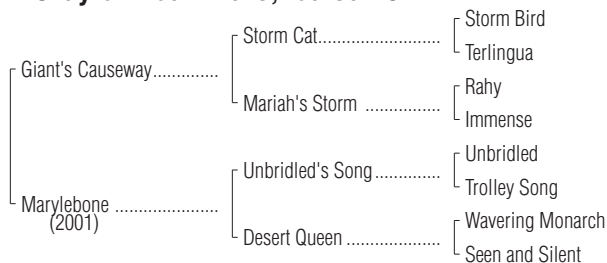 Storm Bird
Storm Cat........................
Terlingua
Giant's Causeway.............
Rahy
Mariah's Storm ...............
Immense
Unbridled
Unbridled's Song.............
Trolley Song
Marylebone ....................
(2001)
Wavering Monarch
Desert Queen ..................
Seen and Silent